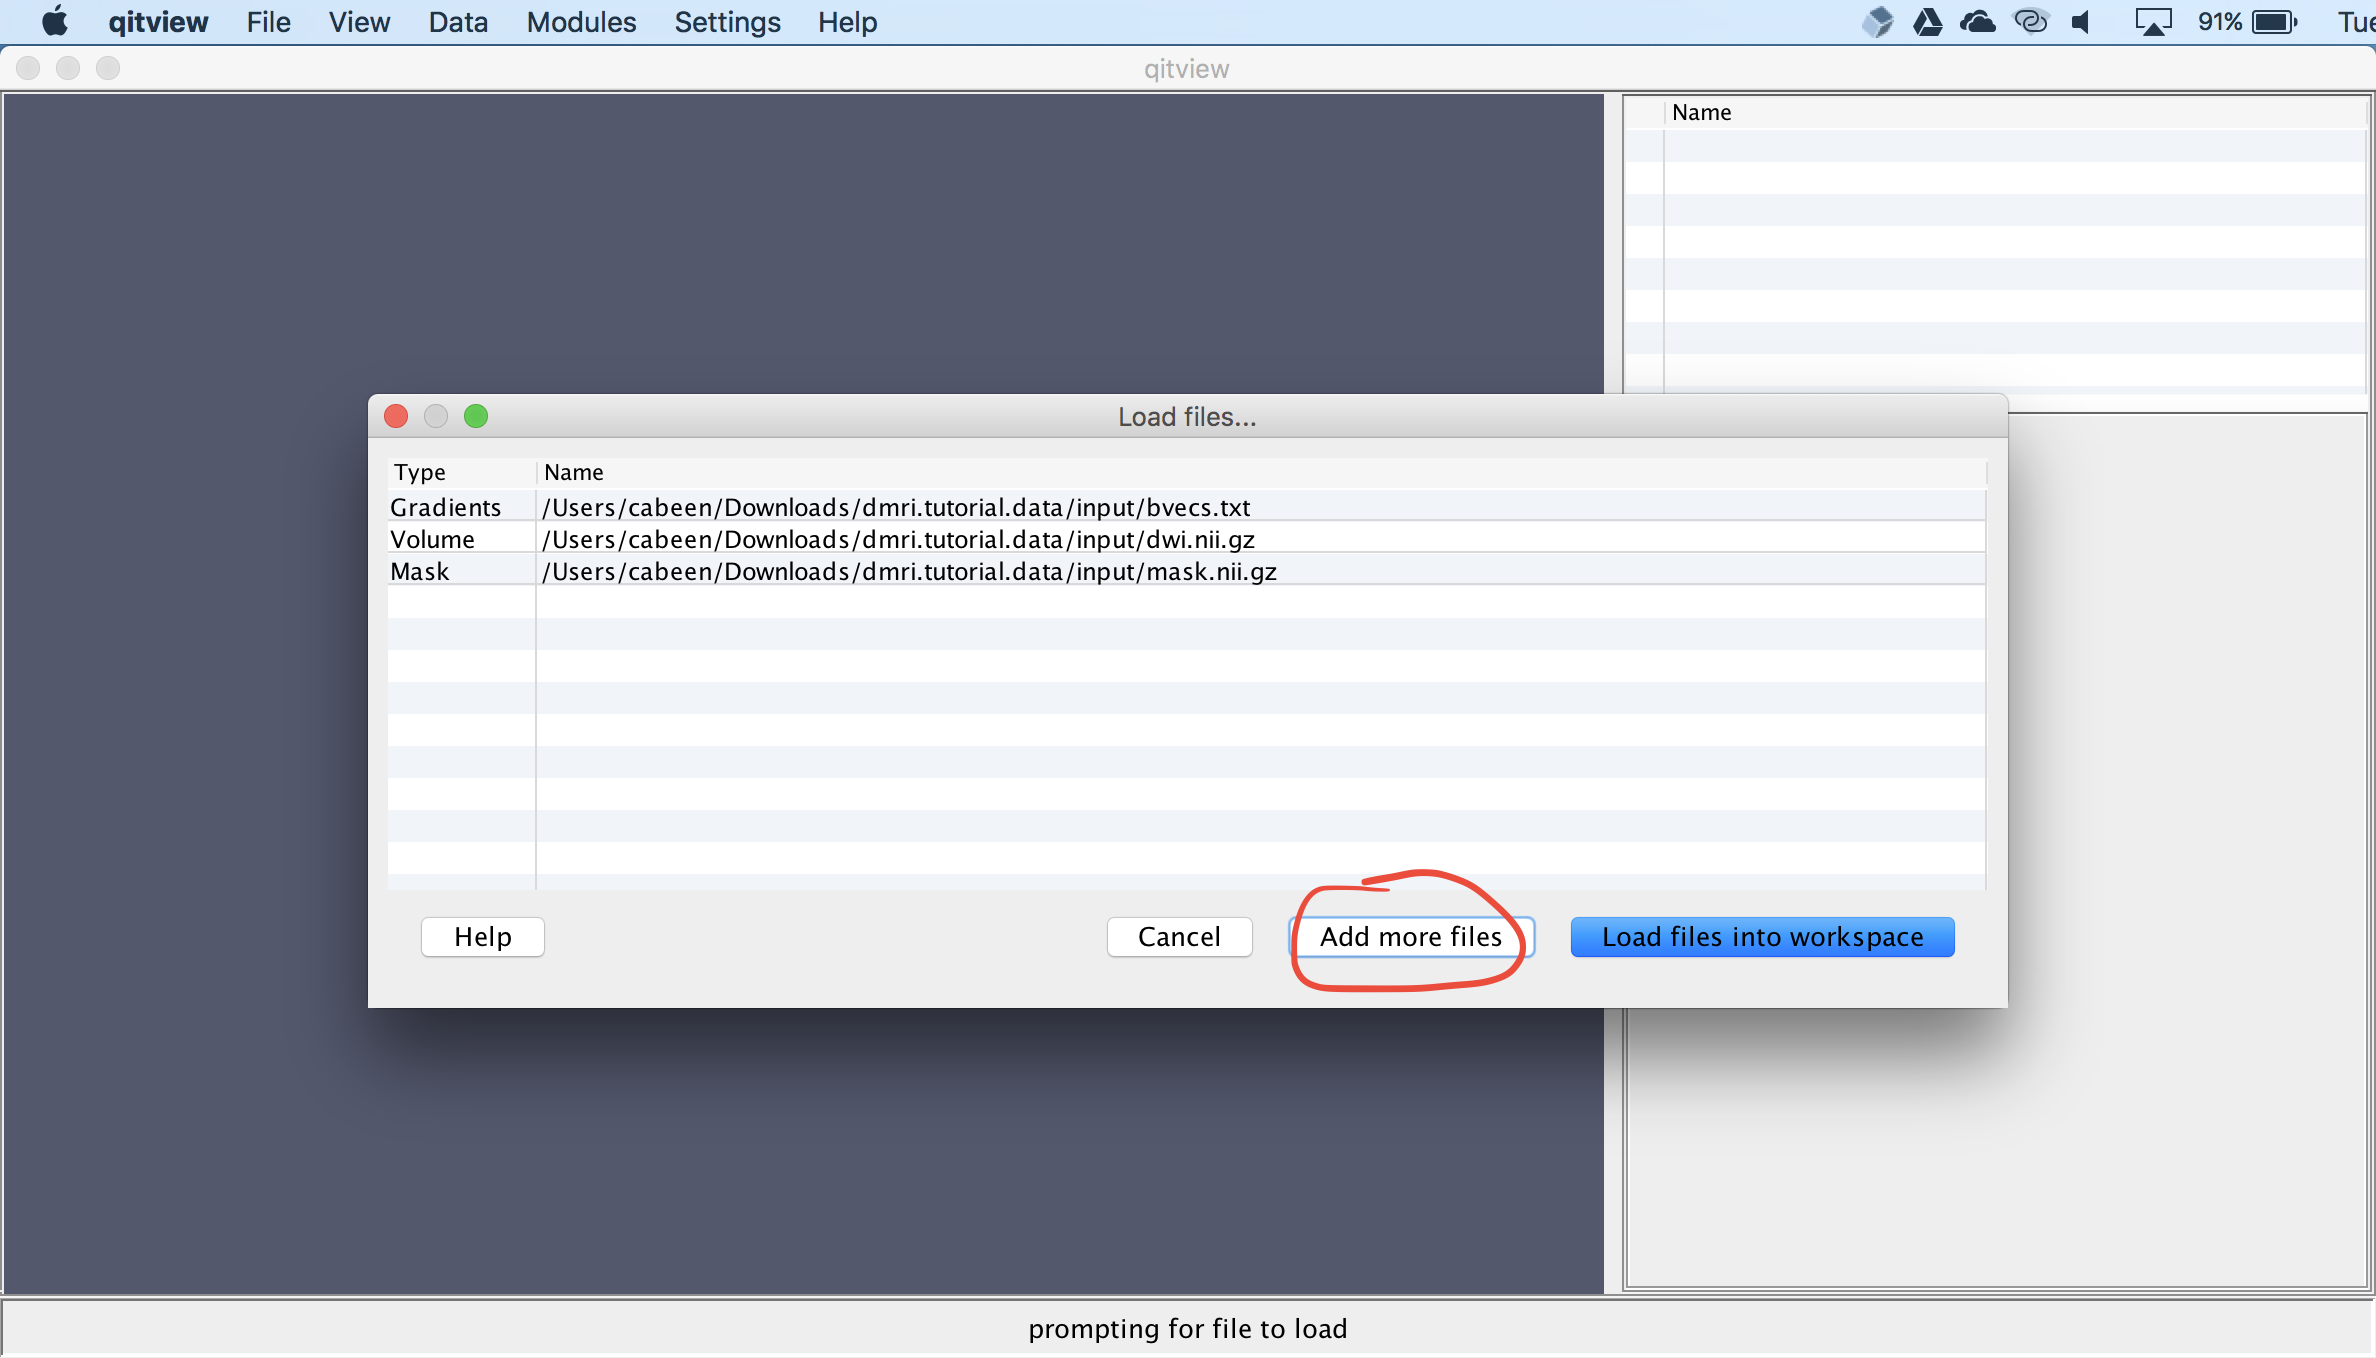 qitview File View Data Modules Settings Help 91% Tue
qitview
Name
Load files...
Type Name
Gradients /Users/cabeen/Downloads/dmri.tutorial.data/input/bvecs.txt
Volume /Users/cabeen/Downloads/dmri.tutorial.data/input/dwi.nii.gz
Mask /Users/cabeen/Downloads/dmri.tutorial.data/input/mask.nii.gz
Help Cancel Add more files Load files into workspace
prompting for file to load